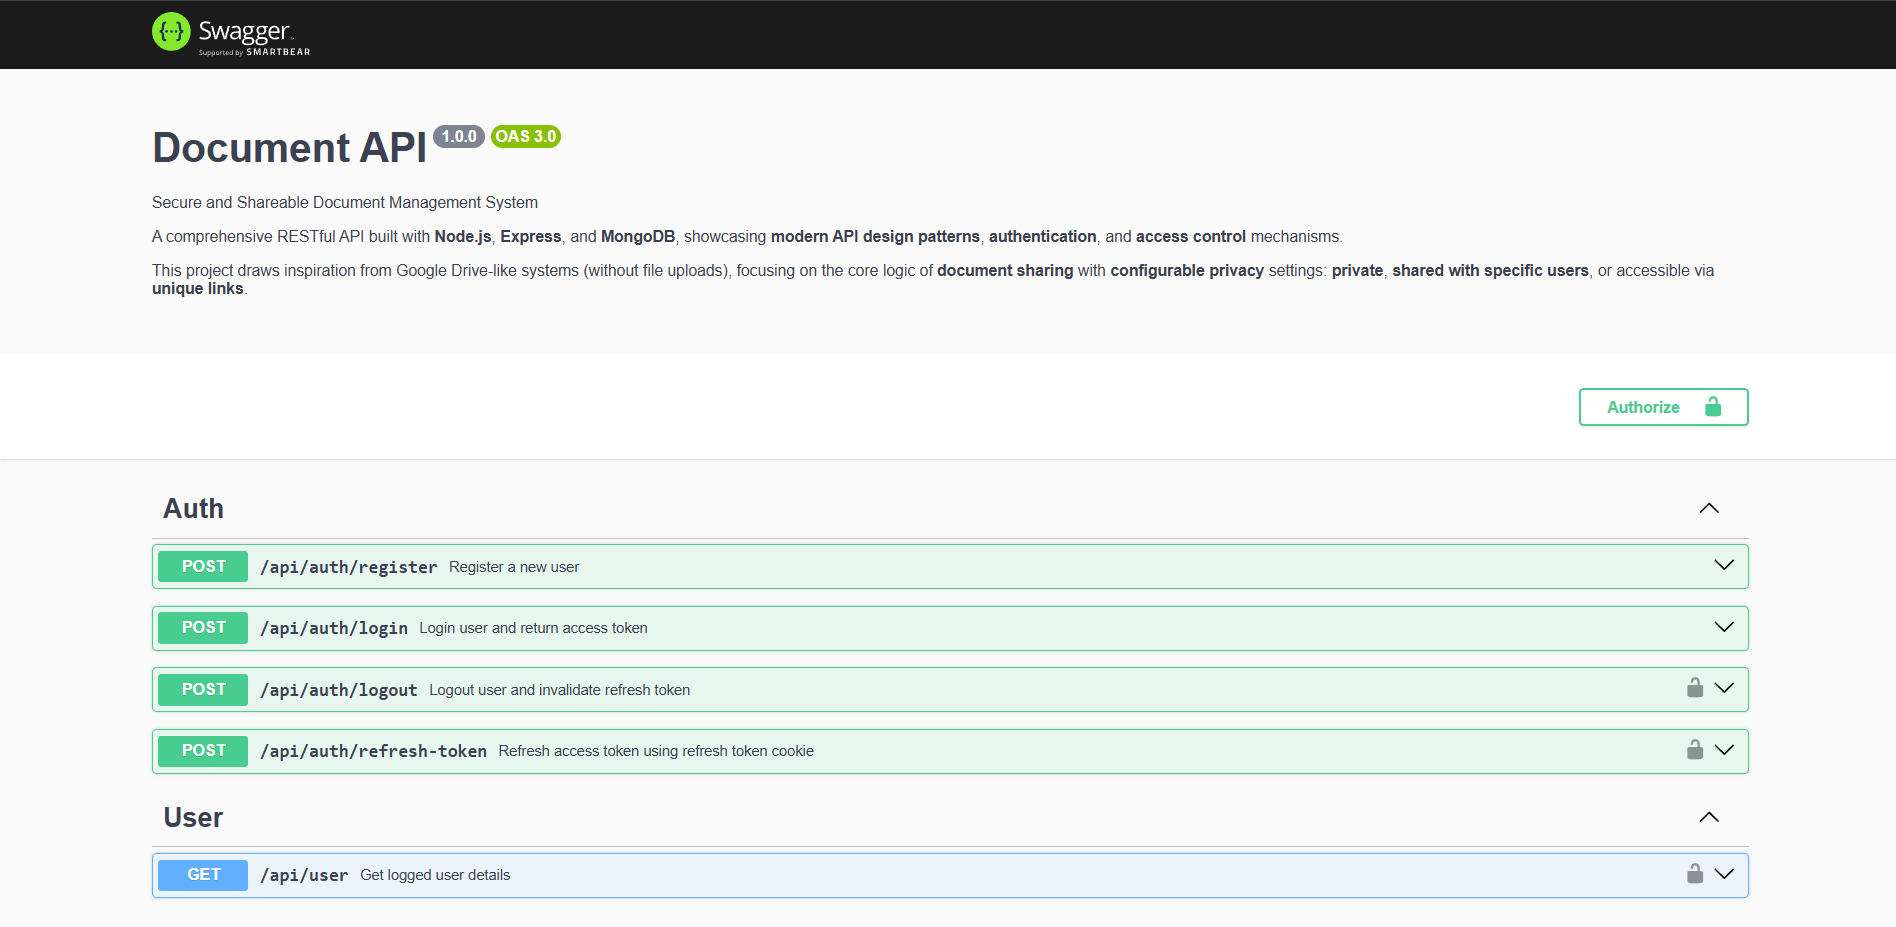 Swagger™
Supported by SMARTBEAR
Document API 1.0.0 OAS 3.0
Secure and Shareable Document Management System
A comprehensive RESTful API built with Node.js, Express, and MongoDB, showcasing modern API design patterns, authentication, and access control mechanisms.
This project draws inspiration from Google Drive-like systems (without file uploads), focusing on the core logic of document sharing with configurable privacy settings: private, shared with specific users, or accessible via
unique links.
Authorize
Auth
POST /api/auth/register Register a new user
POST /api/auth/login Login user and return access token
POST /api/auth/logout Logout user and invalidate refresh token
POST /api/auth/refresh-token Refresh access token using refresh token cookie
User
GET /api/user Get logged user details